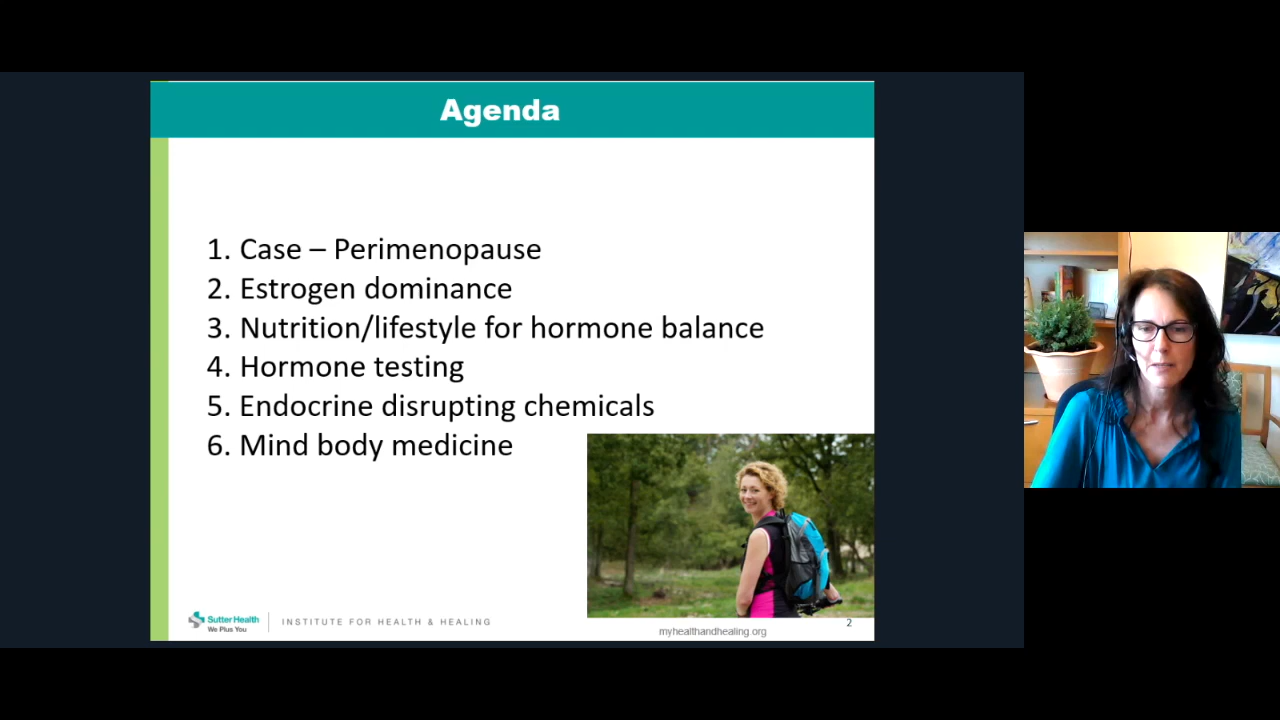 Agenda
1. Case – Perimenopause
2. Estrogen dominance
3. Nutrition/lifestyle for hormone balance
4. Hormone testing
5. Endocrine disrupting chemicals
6. Mind body medicine
Sutter Health
We Plus You
INSTITUTE FOR HEALTH & HEALING
myhealthandhealing.org
2